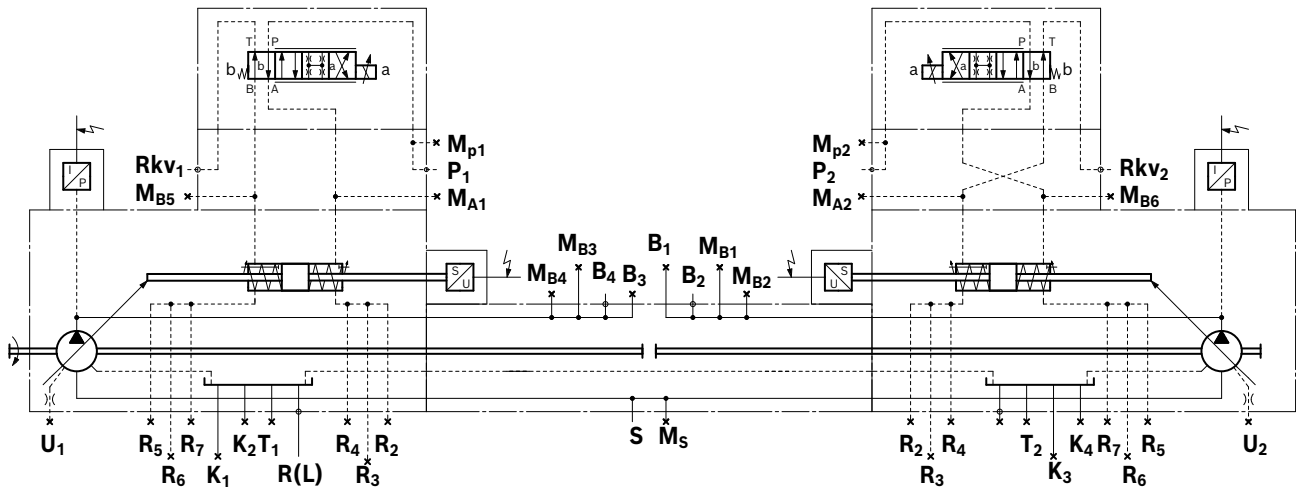 T P P T
b b a a a a b b
B A A B
Mp1 Mp2
Rkv1 P1 P2 Rkv2
MB5 MA1 MA2 MB6
I P I P
MB3 B1 MB1
MB4 B4 B3 B2 MB2
S U S U
U1 R5 R7 K2 T1 R4 R2 S MS R2 R4 T2 K4 R7 R5 U2
R6 K1 R(L) R3 R3 K3 R6